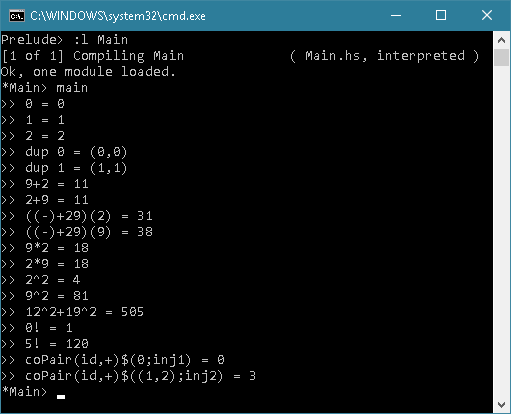 C:\WINDOWS\system32\cmd.exe
Prelude> :l Main
[1 of 1] Compiling Main             ( Main.hs, interpreted )
Ok, one module loaded.
*Main> main
>> 0 = 0
>> 1 = 1
>> 2 = 2
>> dup 0 = (0,0)
>> dup 1 = (1,1)
>> 9+2 = 11
>> 2+9 = 11
>> ((-)+29)(2) = 31
>> ((-)+29)(9) = 38
>> 9*2 = 18
>> 2*9 = 18
>> 2^2 = 4
>> 9^2 = 81
>> 12^2+19^2 = 505
>> 0! = 1
>> 5! = 120
>> coPair(id,+)$(0;inj1) = 0
>> coPair(id,+)$((1,2);inj2) = 3
*Main>